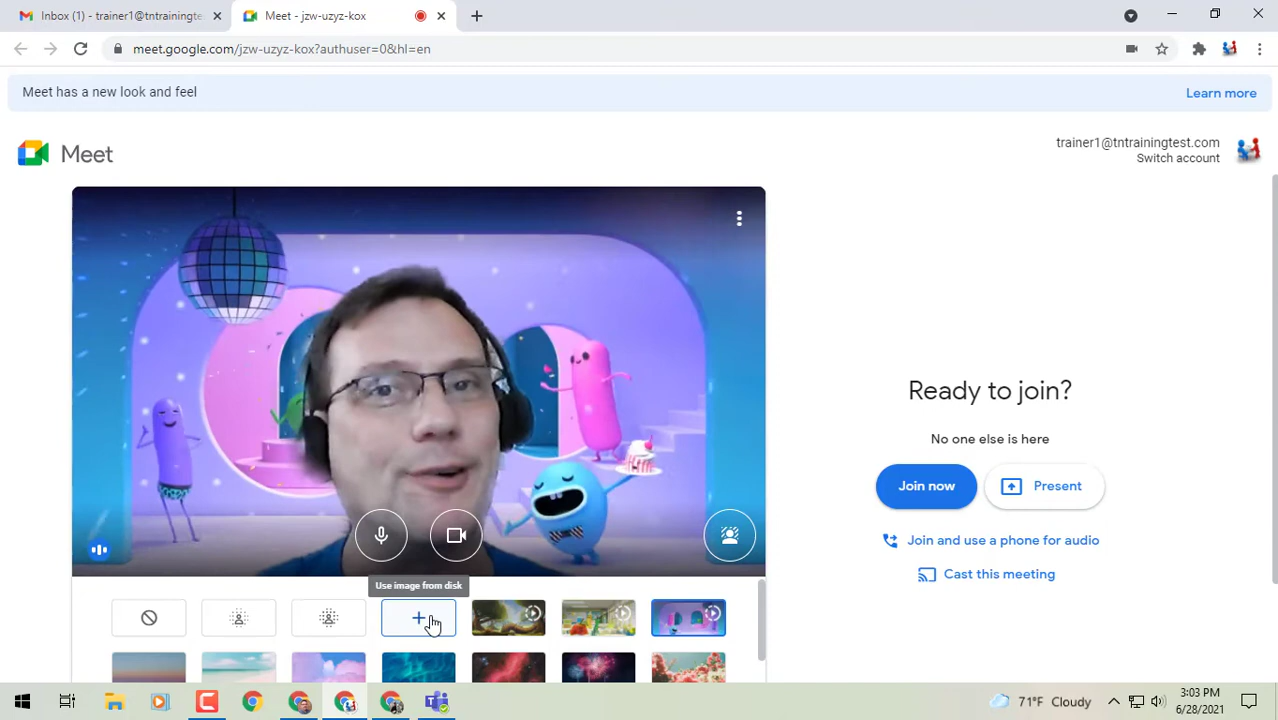 Inbox (1) - trainer1@tntrainingte
Meet - jzw-uzyz-kox
meet.google.com/jzw-uzyz-kox?authuser=0&hl=en
Meet has a new look and feel
Learn more
Meet
trainer1@tntrainingtest.com
Switch account
Ready to join?
No one else is here
Join now
Present
Join and use a phone for audio
Cast this meeting
Use image from disk
71°F Cloudy
3:03 PM
6/28/2021